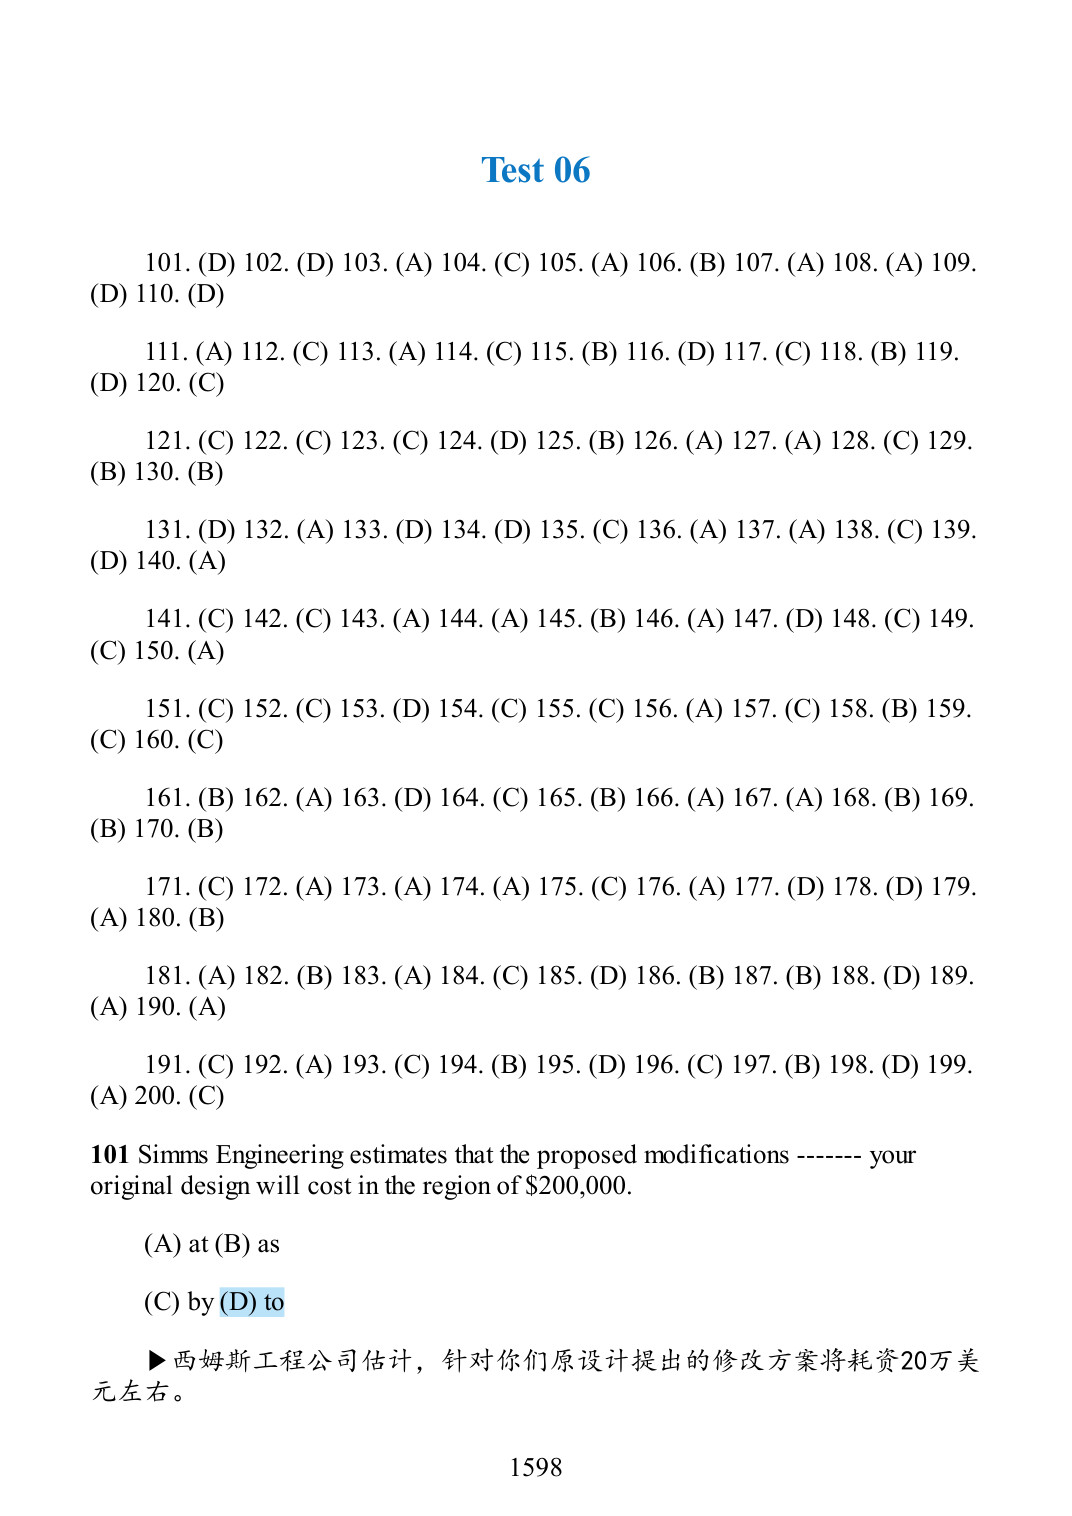 Test 06
101. (D) 102. (D) 103. (A) 104. (C) 105. (A) 106. (B) 107. (A) 108. (A) 109.
(D) 110. (D)
111. (A) 112. (C) 113. (A) 114. (C) 115. (B) 116. (D) 117. (C) 118. (B) 119.
(D) 120. (C)
121. (C) 122. (C) 123. (C) 124. (D) 125. (B) 126. (A) 127. (A) 128. (C) 129.
(B) 130. (B)
131. (D) 132. (A) 133. (D) 134. (D) 135. (C) 136. (A) 137. (A) 138. (C) 139.
(D) 140. (A)
141. (C) 142. (C) 143. (A) 144. (A) 145. (B) 146. (A) 147. (D) 148. (C) 149.
(C) 150. (A)
151. (C) 152. (C) 153. (D) 154. (C) 155. (C) 156. (A) 157. (C) 158. (B) 159.
(C) 160. (C)
161. (B) 162. (A) 163. (D) 164. (C) 165. (B) 166. (A) 167. (A) 168. (B) 169.
(B) 170. (B)
171. (C) 172. (A) 173. (A) 174. (A) 175. (C) 176. (A) 177. (D) 178. (D) 179.
(A) 180. (B)
181. (A) 182. (B) 183. (A) 184. (C) 185. (D) 186. (B) 187. (B) 188. (D) 189.
(A) 190. (A)
191. (C) 192. (A) 193. (C) 194. (B) 195. (D) 196. (C) 197. (B) 198. (D) 199.
(A) 200. (C)
101 Simms Engineering estimates that the proposed modifications ------- your
original design will cost in the region of $200,000.
(A) at (B) as
(C) by (D) to
▶西姆斯工程公司估计，针对你们原设计提出的修改方案将耗资20万美
元左右。
1598